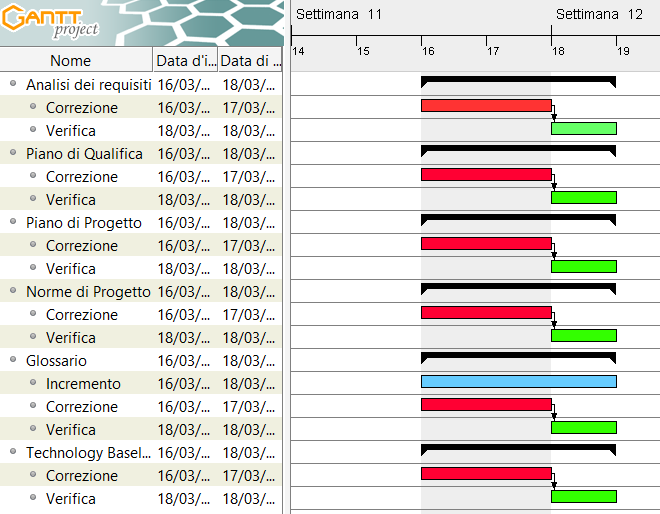 GANTT
project
Settimana 11
Settimana 12
14 15 16 17 18 19
Nome Data d'i... Data di ...
Analisi dei requisiti 16/03/... 18/03/...
Correzione 16/03/... 17/03/...
Verifica 18/03/... 18/03/...
Piano di Qualifica 16/03/... 18/03/...
Correzione 16/03/... 17/03/...
Verifica 18/03/... 18/03/...
Piano di Progetto 16/03/... 18/03/...
Correzione 16/03/... 17/03/...
Verifica 18/03/... 18/03/...
Norme di Progetto 16/03/... 18/03/...
Correzione 16/03/... 17/03/...
Verifica 18/03/... 18/03/...
Glossario 16/03/... 18/03/...
Incremento 16/03/... 18/03/...
Correzione 16/03/... 17/03/...
Verifica 18/03/... 18/03/...
Technology Basel... 16/03/... 18/03/...
Correzione 16/03/... 17/03/...
Verifica 18/03/... 18/03/...